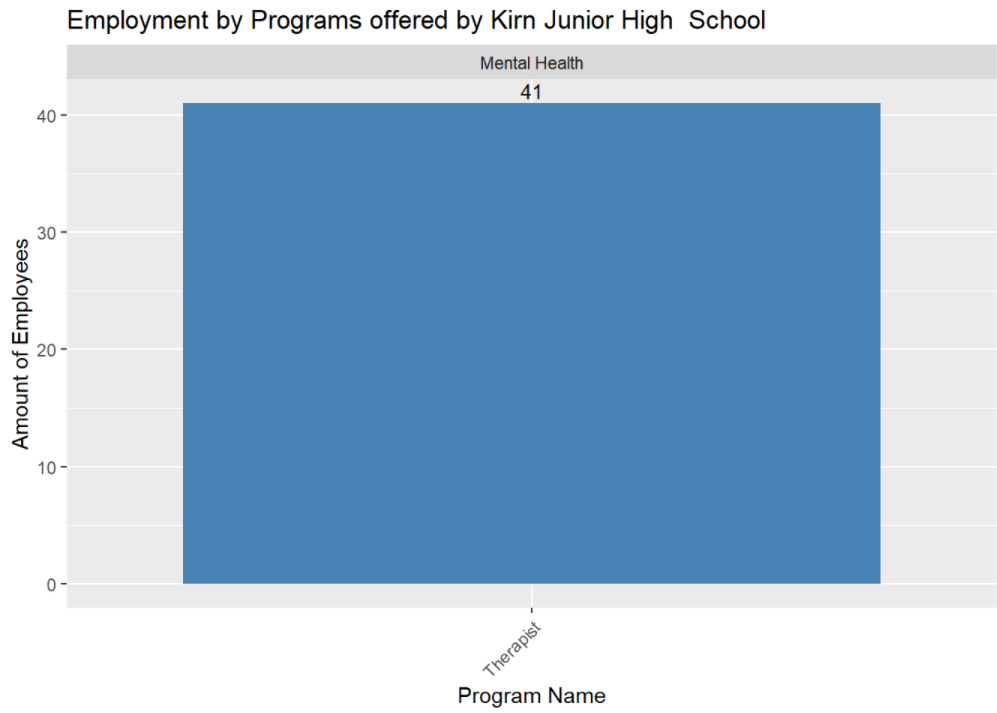 Employment by Programs offered by Kirn Junior High  School
Mental Health
41
40
30
20
10
0
Amount of Employees
Therapist
Program Name